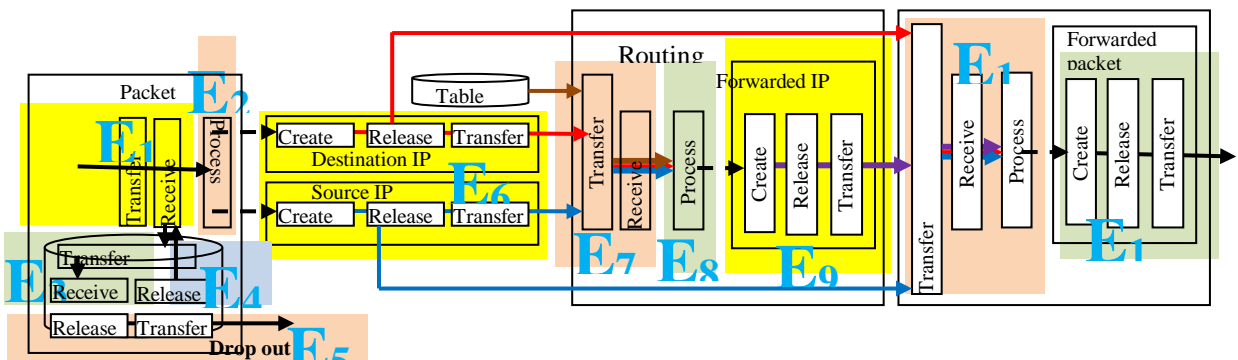 Packet
E1
Transfer
Receive
E2
Process
Transfer
E3
Receive
Release
E4
Release
Transfer
Drop out
E5
Table
Create
Release
Transfer
Destination IP
Source IP
E6
Create
Release
Transfer
Routing
Transfer
Receive
E7
Process
E8
Forwarded IP
Create
Release
Transfer
E9
Transfer
E1
Receive
Process
Forwarded
packet
Create
Release
Transfer
E1